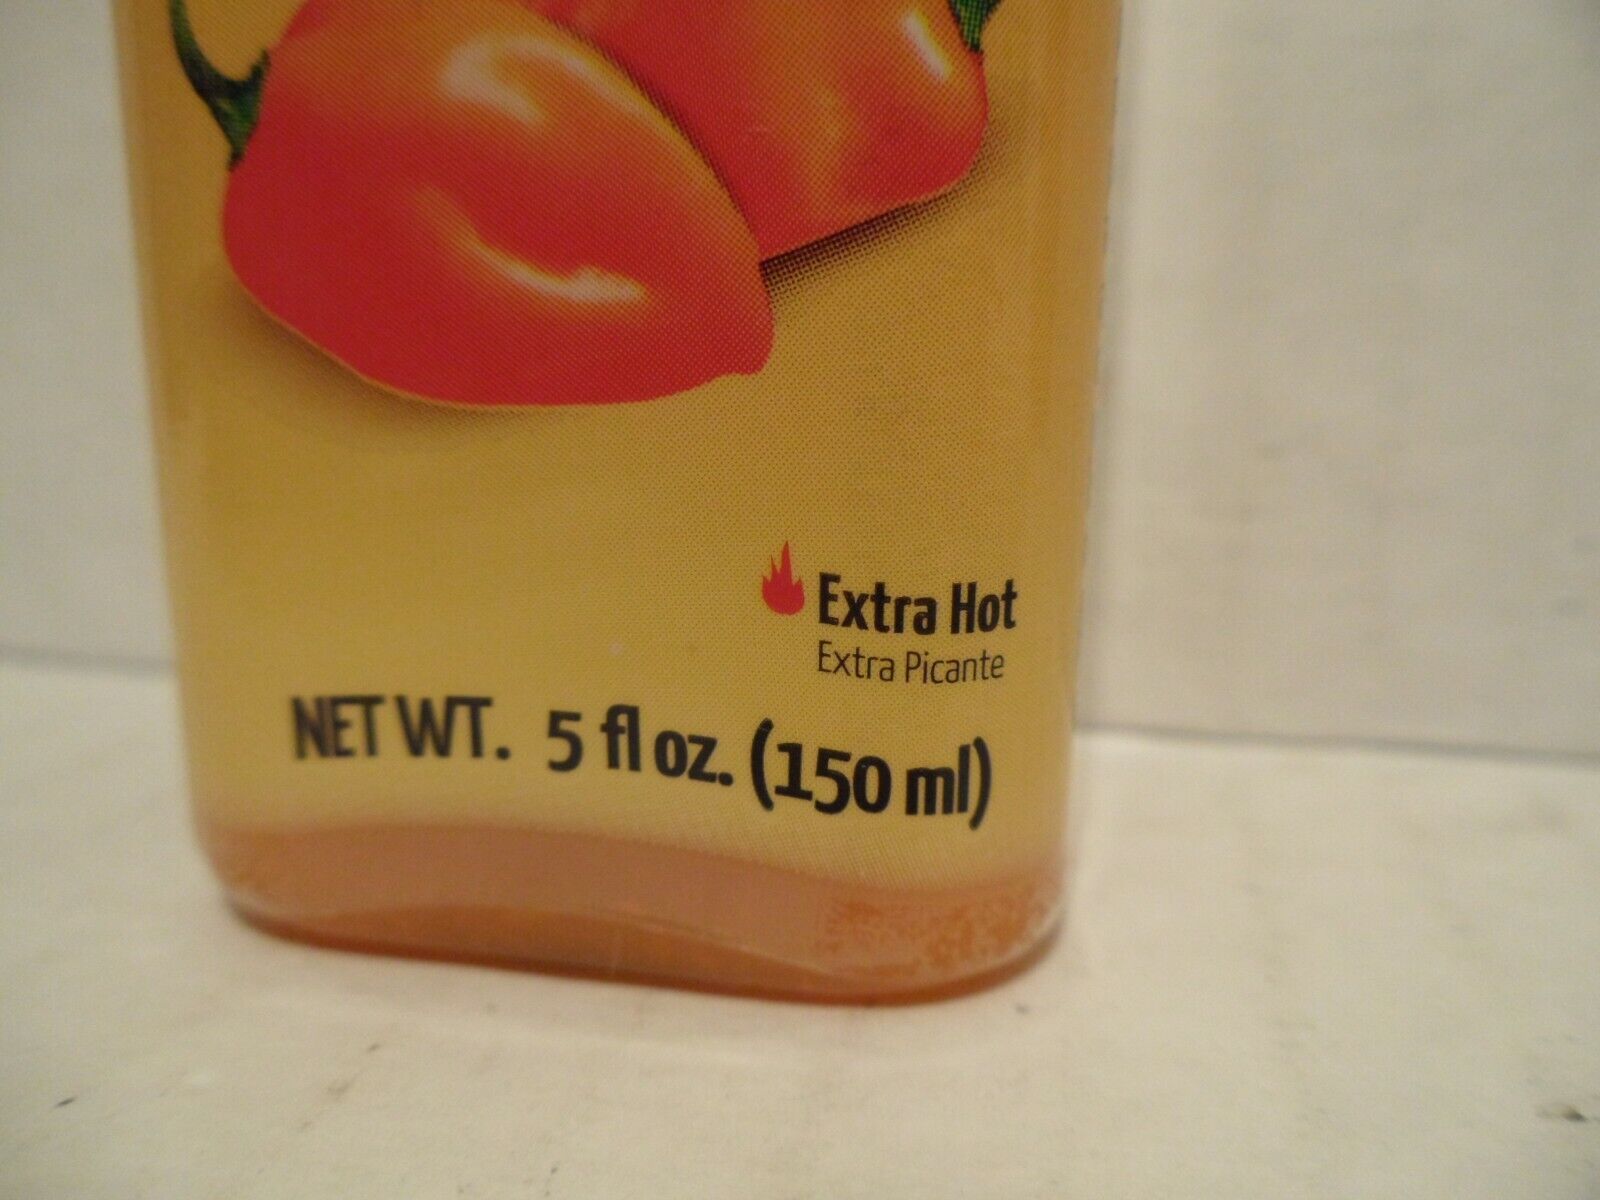 Extra Hot
Extra Picante
NET WT. 5 fl oz. (150 ml)